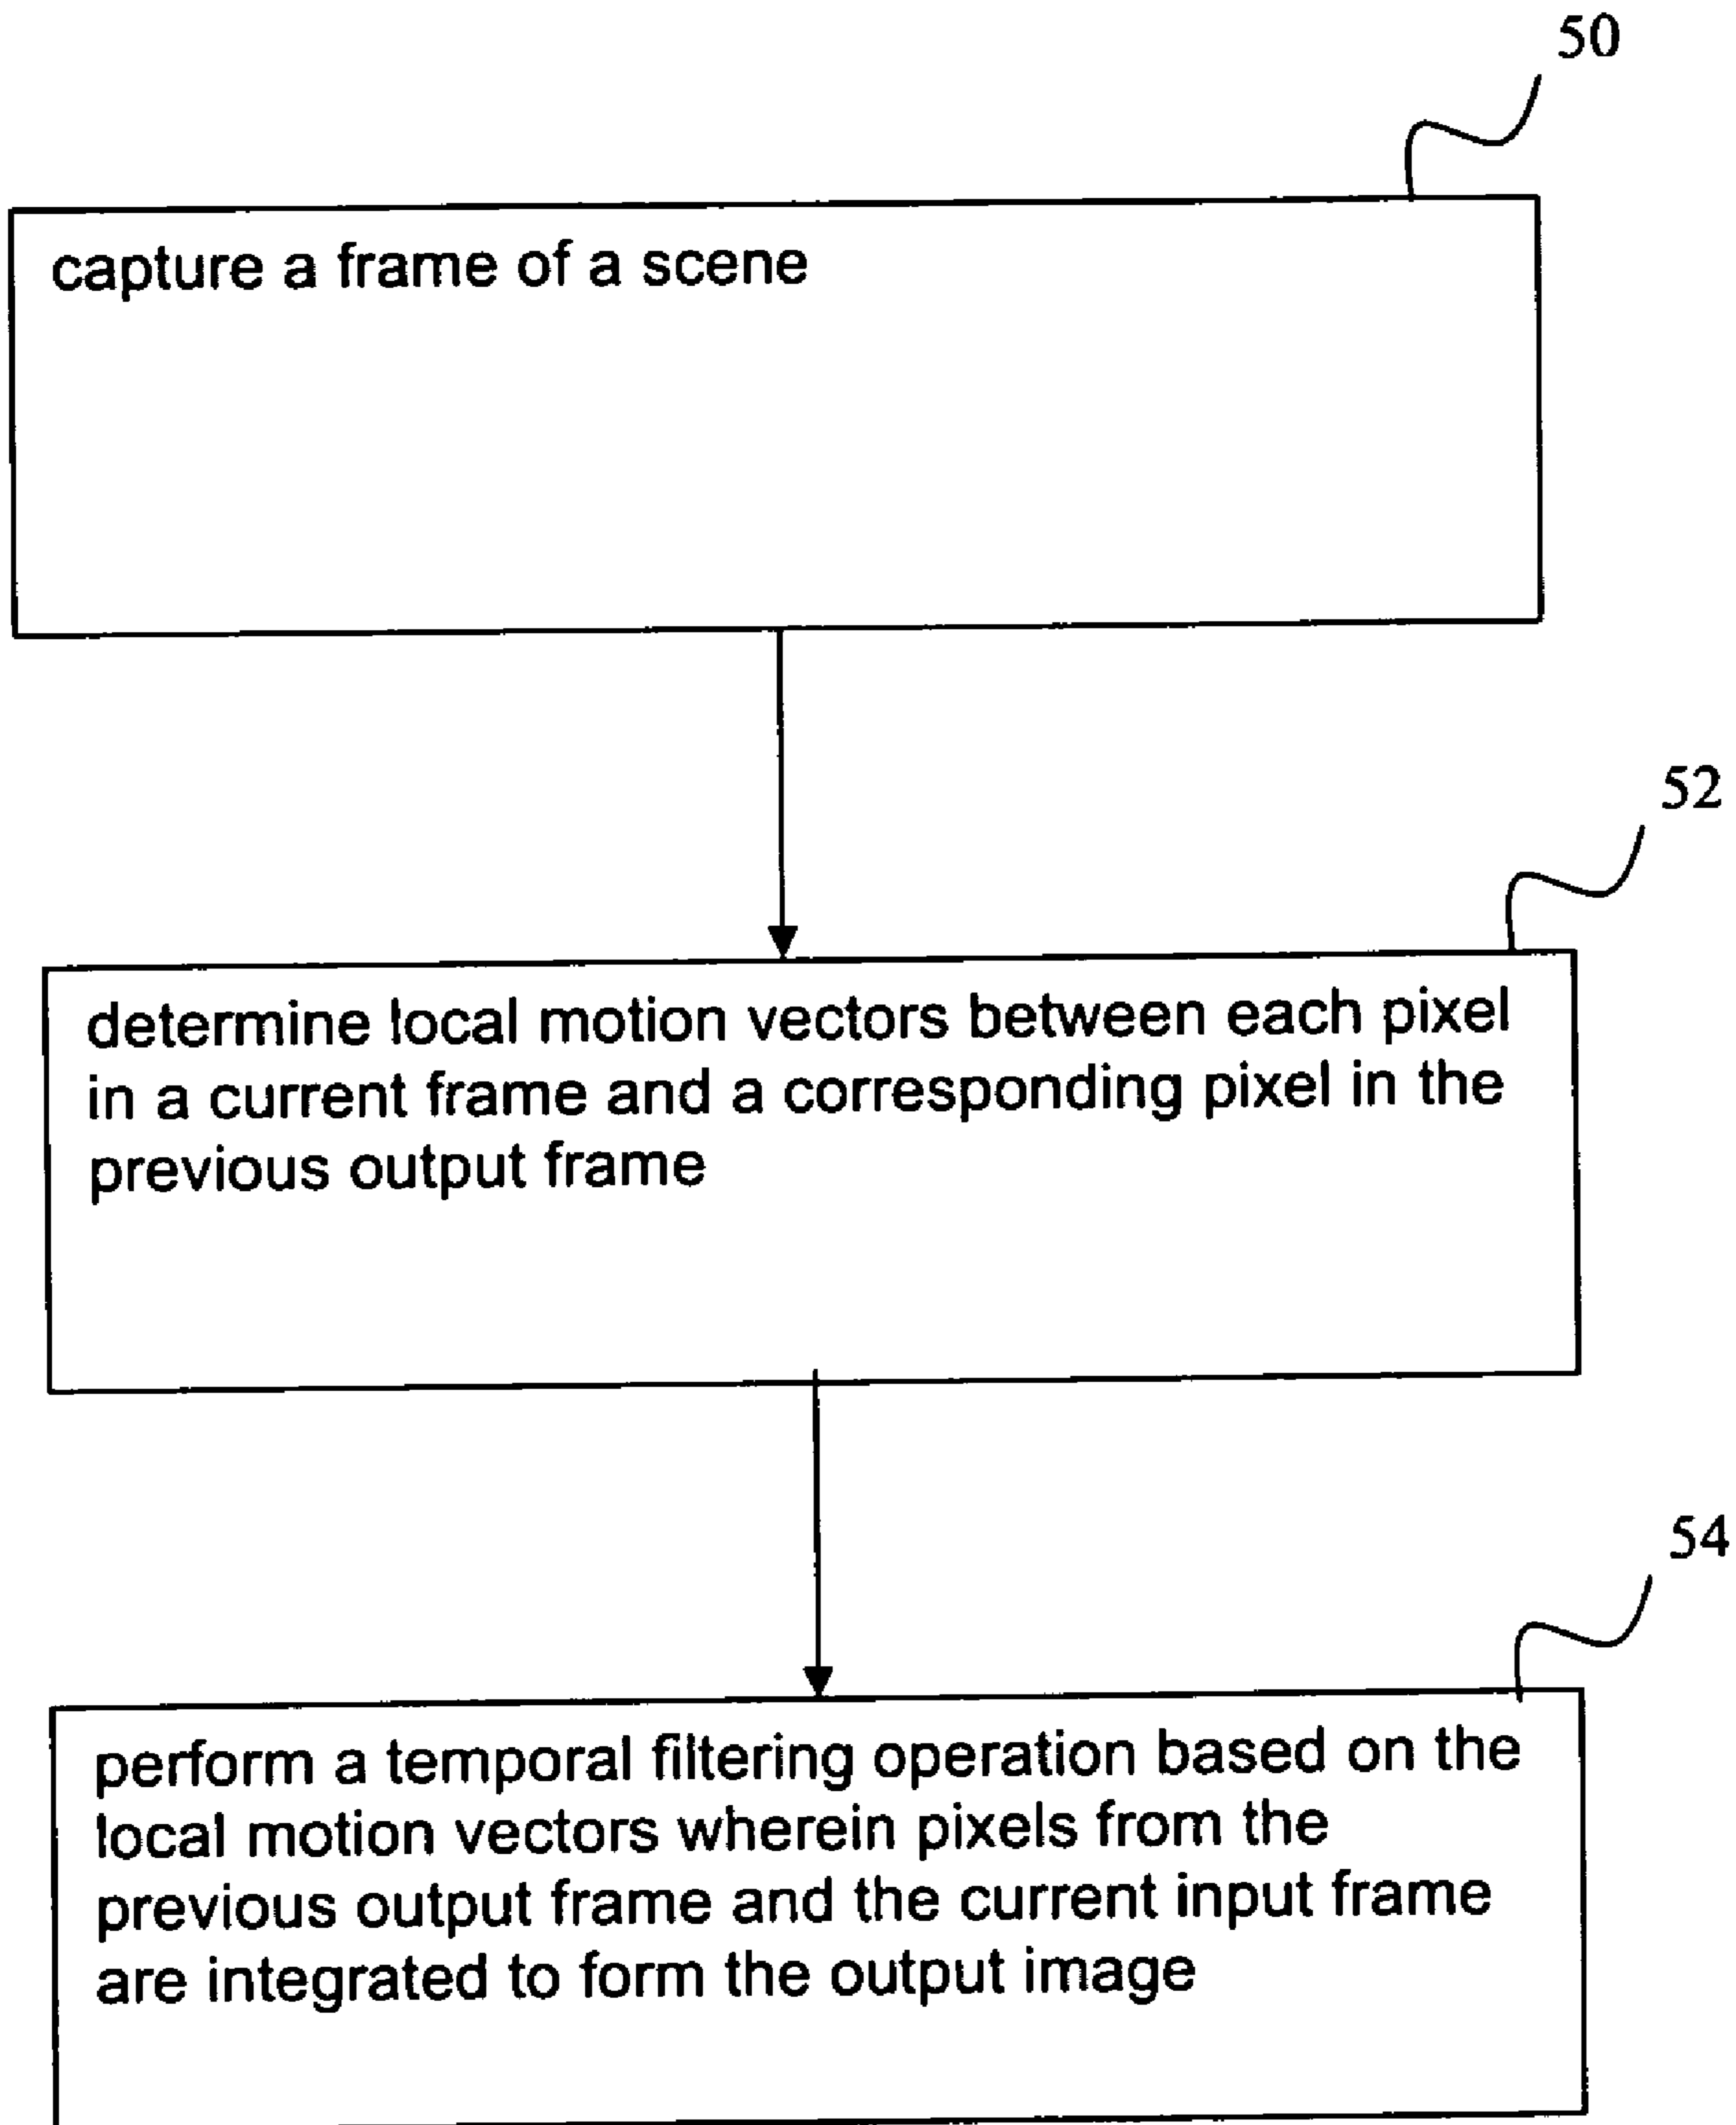 50
capture a frame of a scene
52
determine local motion vectors between each pixel
in a current frame and a corresponding pixel in the
previous output frame
54
perform a temporal filtering operation based on the
local motion vectors wherein pixels from the
previous output frame and the current input frame
are integrated to form the output image